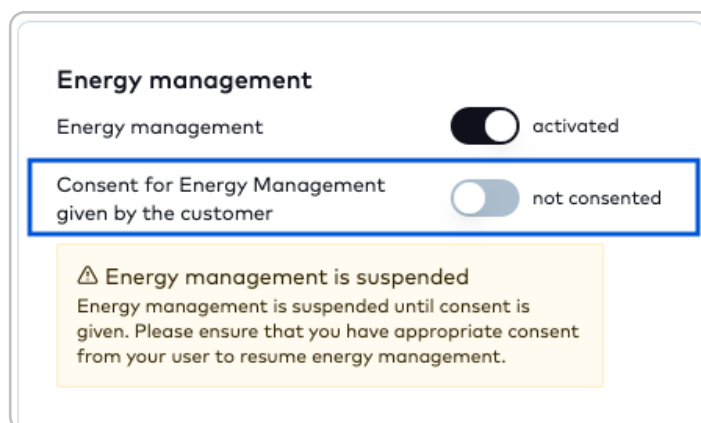 Energy management
Energy management activated
Consent for Energy Management
given by the customer
not consented
⚠ Energy management is suspended
Energy management is suspended until consent is
given. Please ensure that you have appropriate consent
from your user to resume energy management.